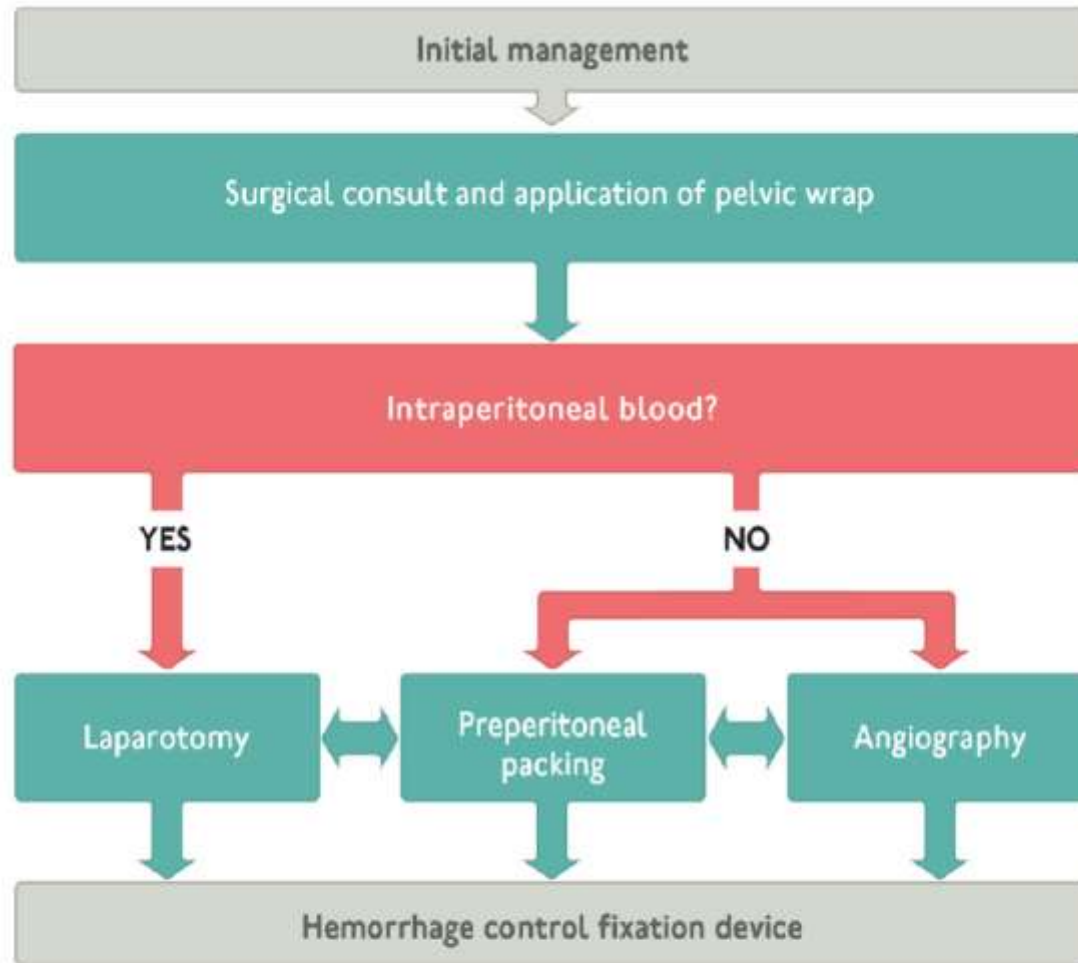 Initial management
Surgical consult and application of pelvic wrap
Intraperitoneal blood?
YES
NO
Laparotomy
Preperitoneal
packing
Angiography
Hemorrhage control fixation device